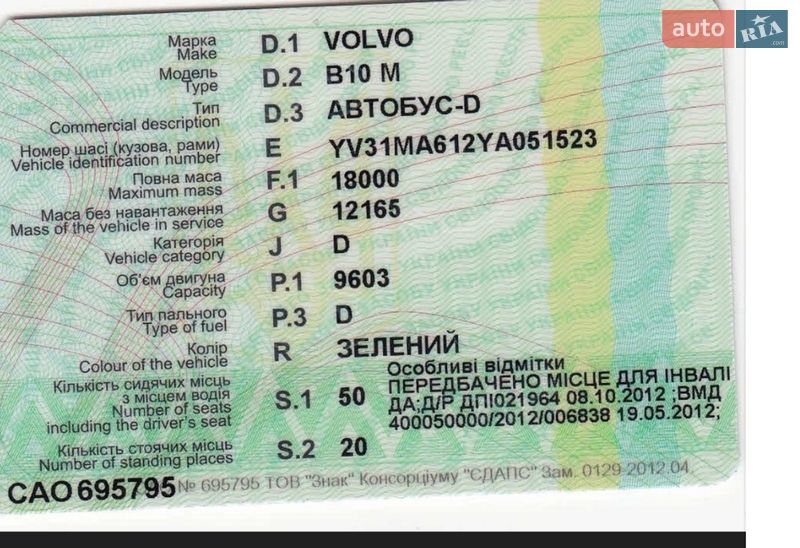 auto RIA .com
Марка D.1 VOLVO
Make
Модель D.2 B10 M
Type
Тип D.3 АВТОБУС-D
Commercial description
Номер шасі (кузова, рами) E YV31MA612YA051523
Vehicle identification number
Повна маса F.1 18000
Maximum mass
Маса без навантаження G 12165
Mass of the vehicle in service
Категорія J D
Vehicle category
Об'єм двигуна P.1 9603
Capacity
Тип пального P.3 D
Type of fuel
Колір R ЗЕЛЕНИЙ
Colour of the vehicle
Кількість сидячих місць
з місцем водія S.1 50
Number of seats
including the driver's seat
Особливі відмітки
ПЕРЕДБАЧЕНО МІСЦЕ ДЛЯ ІНВАЛІ
ДА;Д/Р ДПІ021964 08.10.2012 ;ВМД
400050000/2012/006838 19.05.2012;
Кількість стоячих місць S.2 20
Number of standing places
САО 695795 № 695795 ТОВ "Знак" Консорціуму "ЄДАПС" Зам. 0129-2012.04.